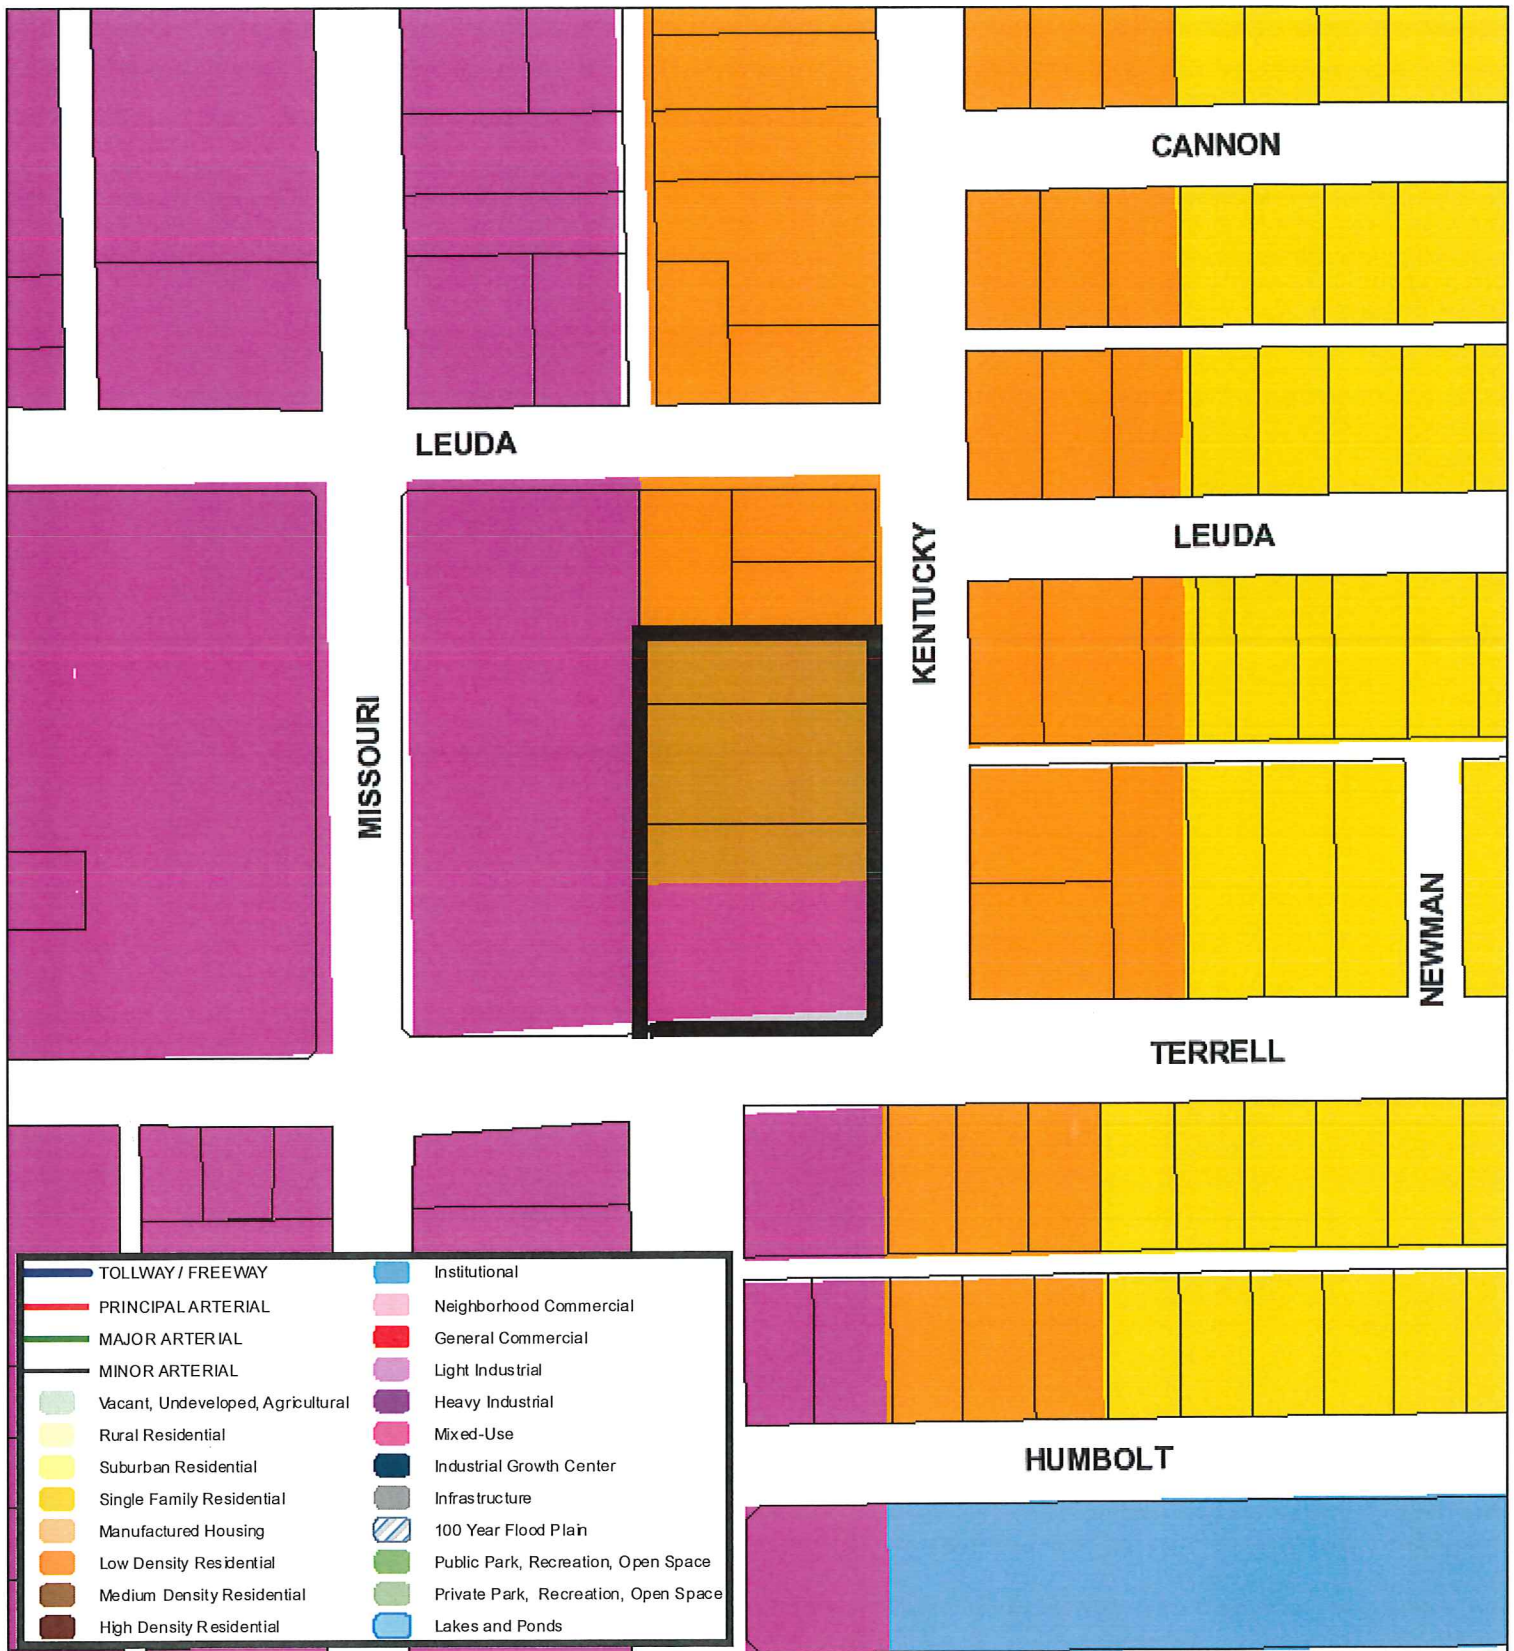 CANNON
LEUDA
LEUDA
KENTUCKY
MISSOURI
NEWMAN
TERRELL
HUMBOLT
TOLLWAY / FREEWAY
PRINCIPAL ARTERIAL
MAJOR ARTERIAL
MINOR ARTERIAL
Vacant, Undeveloped, Agricultural
Rural Residential
Suburban Residential
Single Family Residential
Manufactured Housing
Low Density Residential
Medium Density Residential
High Density Residential
Institutional
Neighborhood Commercial
General Commercial
Light Industrial
Heavy Industrial
Mixed-Use
Industrial Growth Center
Infrastructure
100 Year Flood Plain
Public Park, Recreation, Open Space
Private Park, Recreation, Open Space
Lakes and Ponds